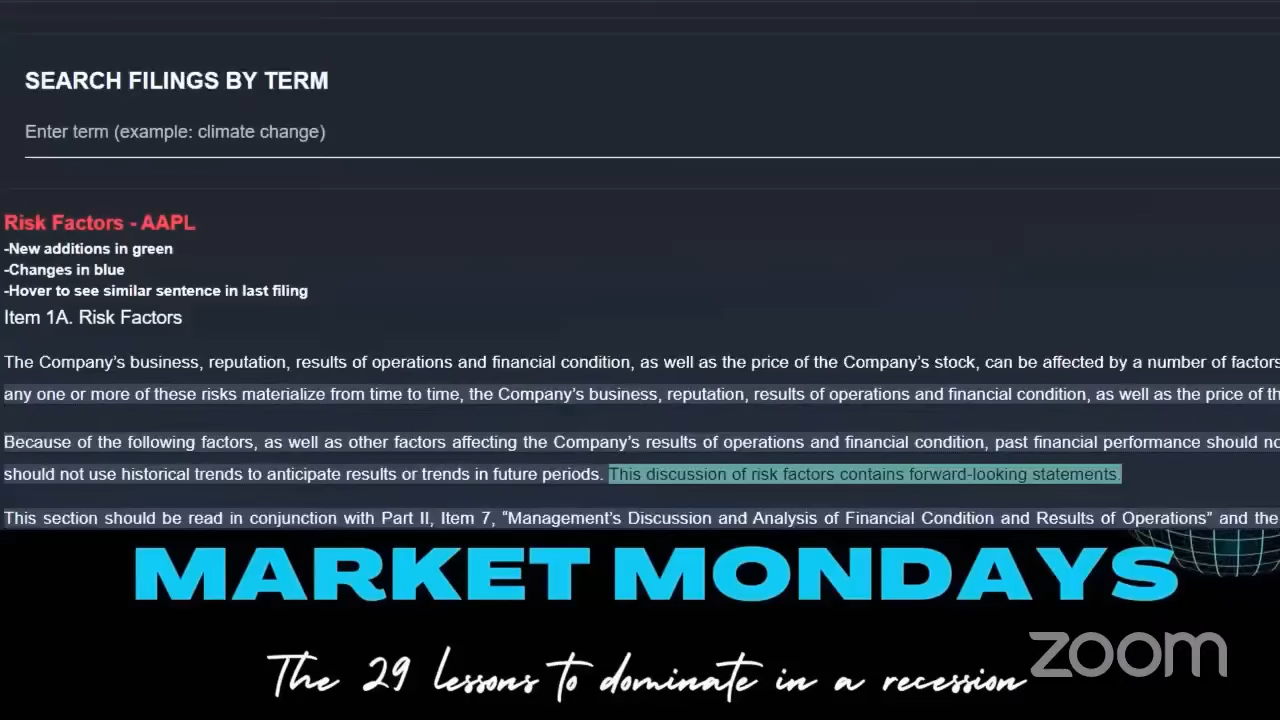 SEARCH FILINGS BY TERM
Enter term (example: climate change)
Risk Factors - AAPL
-New additions in green
-Changes in blue
-Hover to see similar sentence in last filing
Item 1A. Risk Factors
The Company's business, reputation, results of operations and financial condition, as well as the price of the Company's stock, can be affected by a number of factors
any one or more of these risks materialize from time to time, the Company's business, reputation, results of operations and financial condition, as well as the price of th
Because of the following factors, as well as other factors affecting the Company's results of operations and financial condition, past financial performance should no
should not use historical trends to anticipate results or trends in future periods. This discussion of risk factors contains forward-looking statements.
This section should be read in conjunction with Part II, Item 7, "Management's Discussion and Analysis of Financial Condition and Results of Operations" and the
MARKET MONDAYS
zoom
The 29 lessons to dominate in a recession